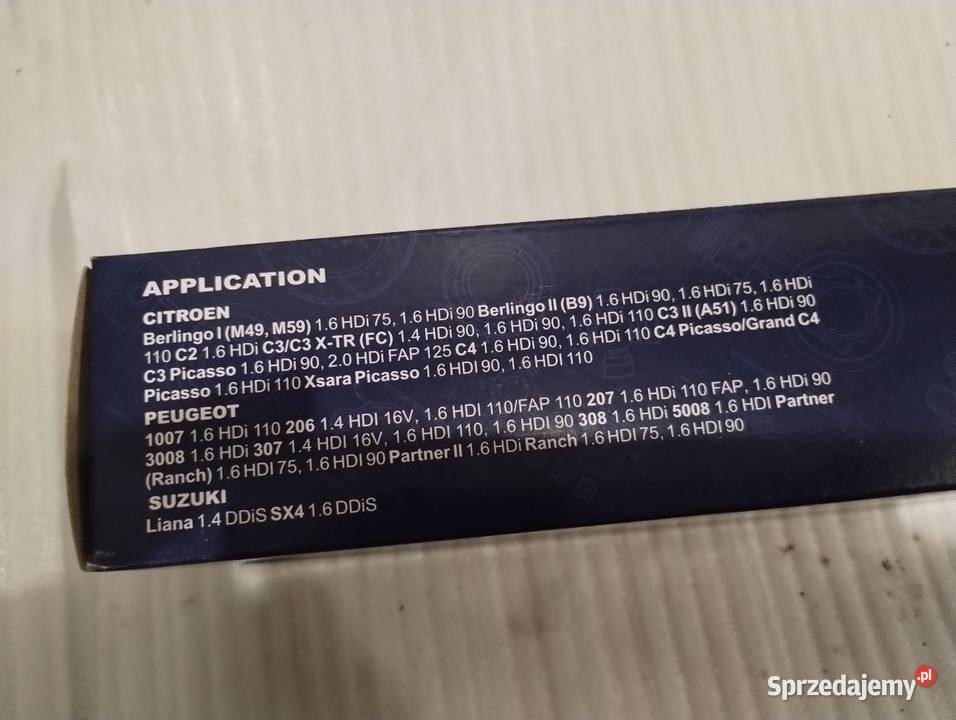 APPLICATION
CITROEN
Berlingo I (M49, M59) 1.6 HDi 75, 1.6 HDi 90 Berlingo II (B9) 1.6 HDi 90, 1.6 HDi 75, 1.6 HDi
110 C2 1.6 HDi C3/C3 X-TR (FC) 1.4 HDi 90, 1.6 HDi 90, 1.6 HDi 110 C3 II (A51) 1.6 HDi 90
C3 Picasso 1.6 HDi 90, 2.0 HDi FAP 125 C4 1.6 HDi 90, 1.6 HDi 110 C4 Picasso/Grand C4
Picasso 1.6 HDi 110 Xsara Picasso 1.6 HDI 90, 1.6 HDI 110
PEUGEOT
1007 1.6 HDi 110 206 1.4 HDI 16V, 1.6 HDI 110/FAP 110 207 1.6 HDi 110 FAP, 1.6 HDi 90
3008 1.6 HDi 307 1.4 HDI 16V, 1.6 HDI 110, 1.6 HDI 90 308 1.6 HDi 5008 1.6 HDI Partner
(Ranch) 1.6 HDI 75, 1.6 HDI 90 Partner II 1.6 HDi Ranch 1.6 HDI 75, 1.6 HDI 90
SUZUKI
Liana 1.4 DDiS SX4 1.6 DDiS
Sprzedajemy.pl